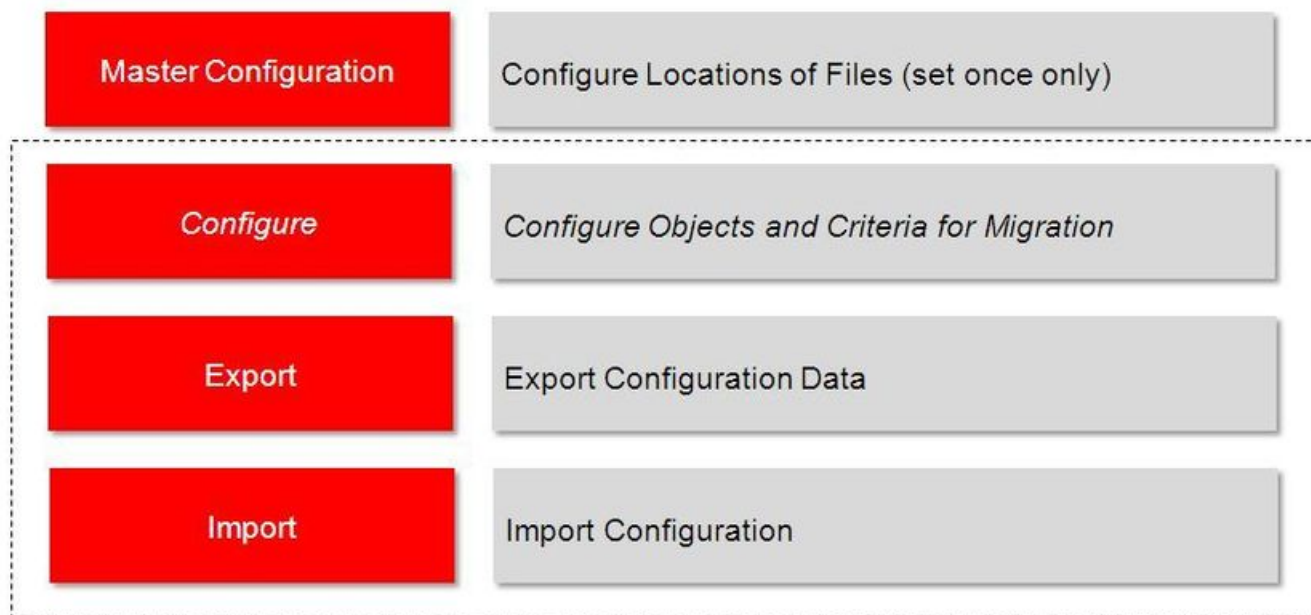 Master Configuration
Configure Locations of Files (set once only)
Configure
Configure Objects and Criteria for Migration
Export
Export Configuration Data
Import
Import Configuration